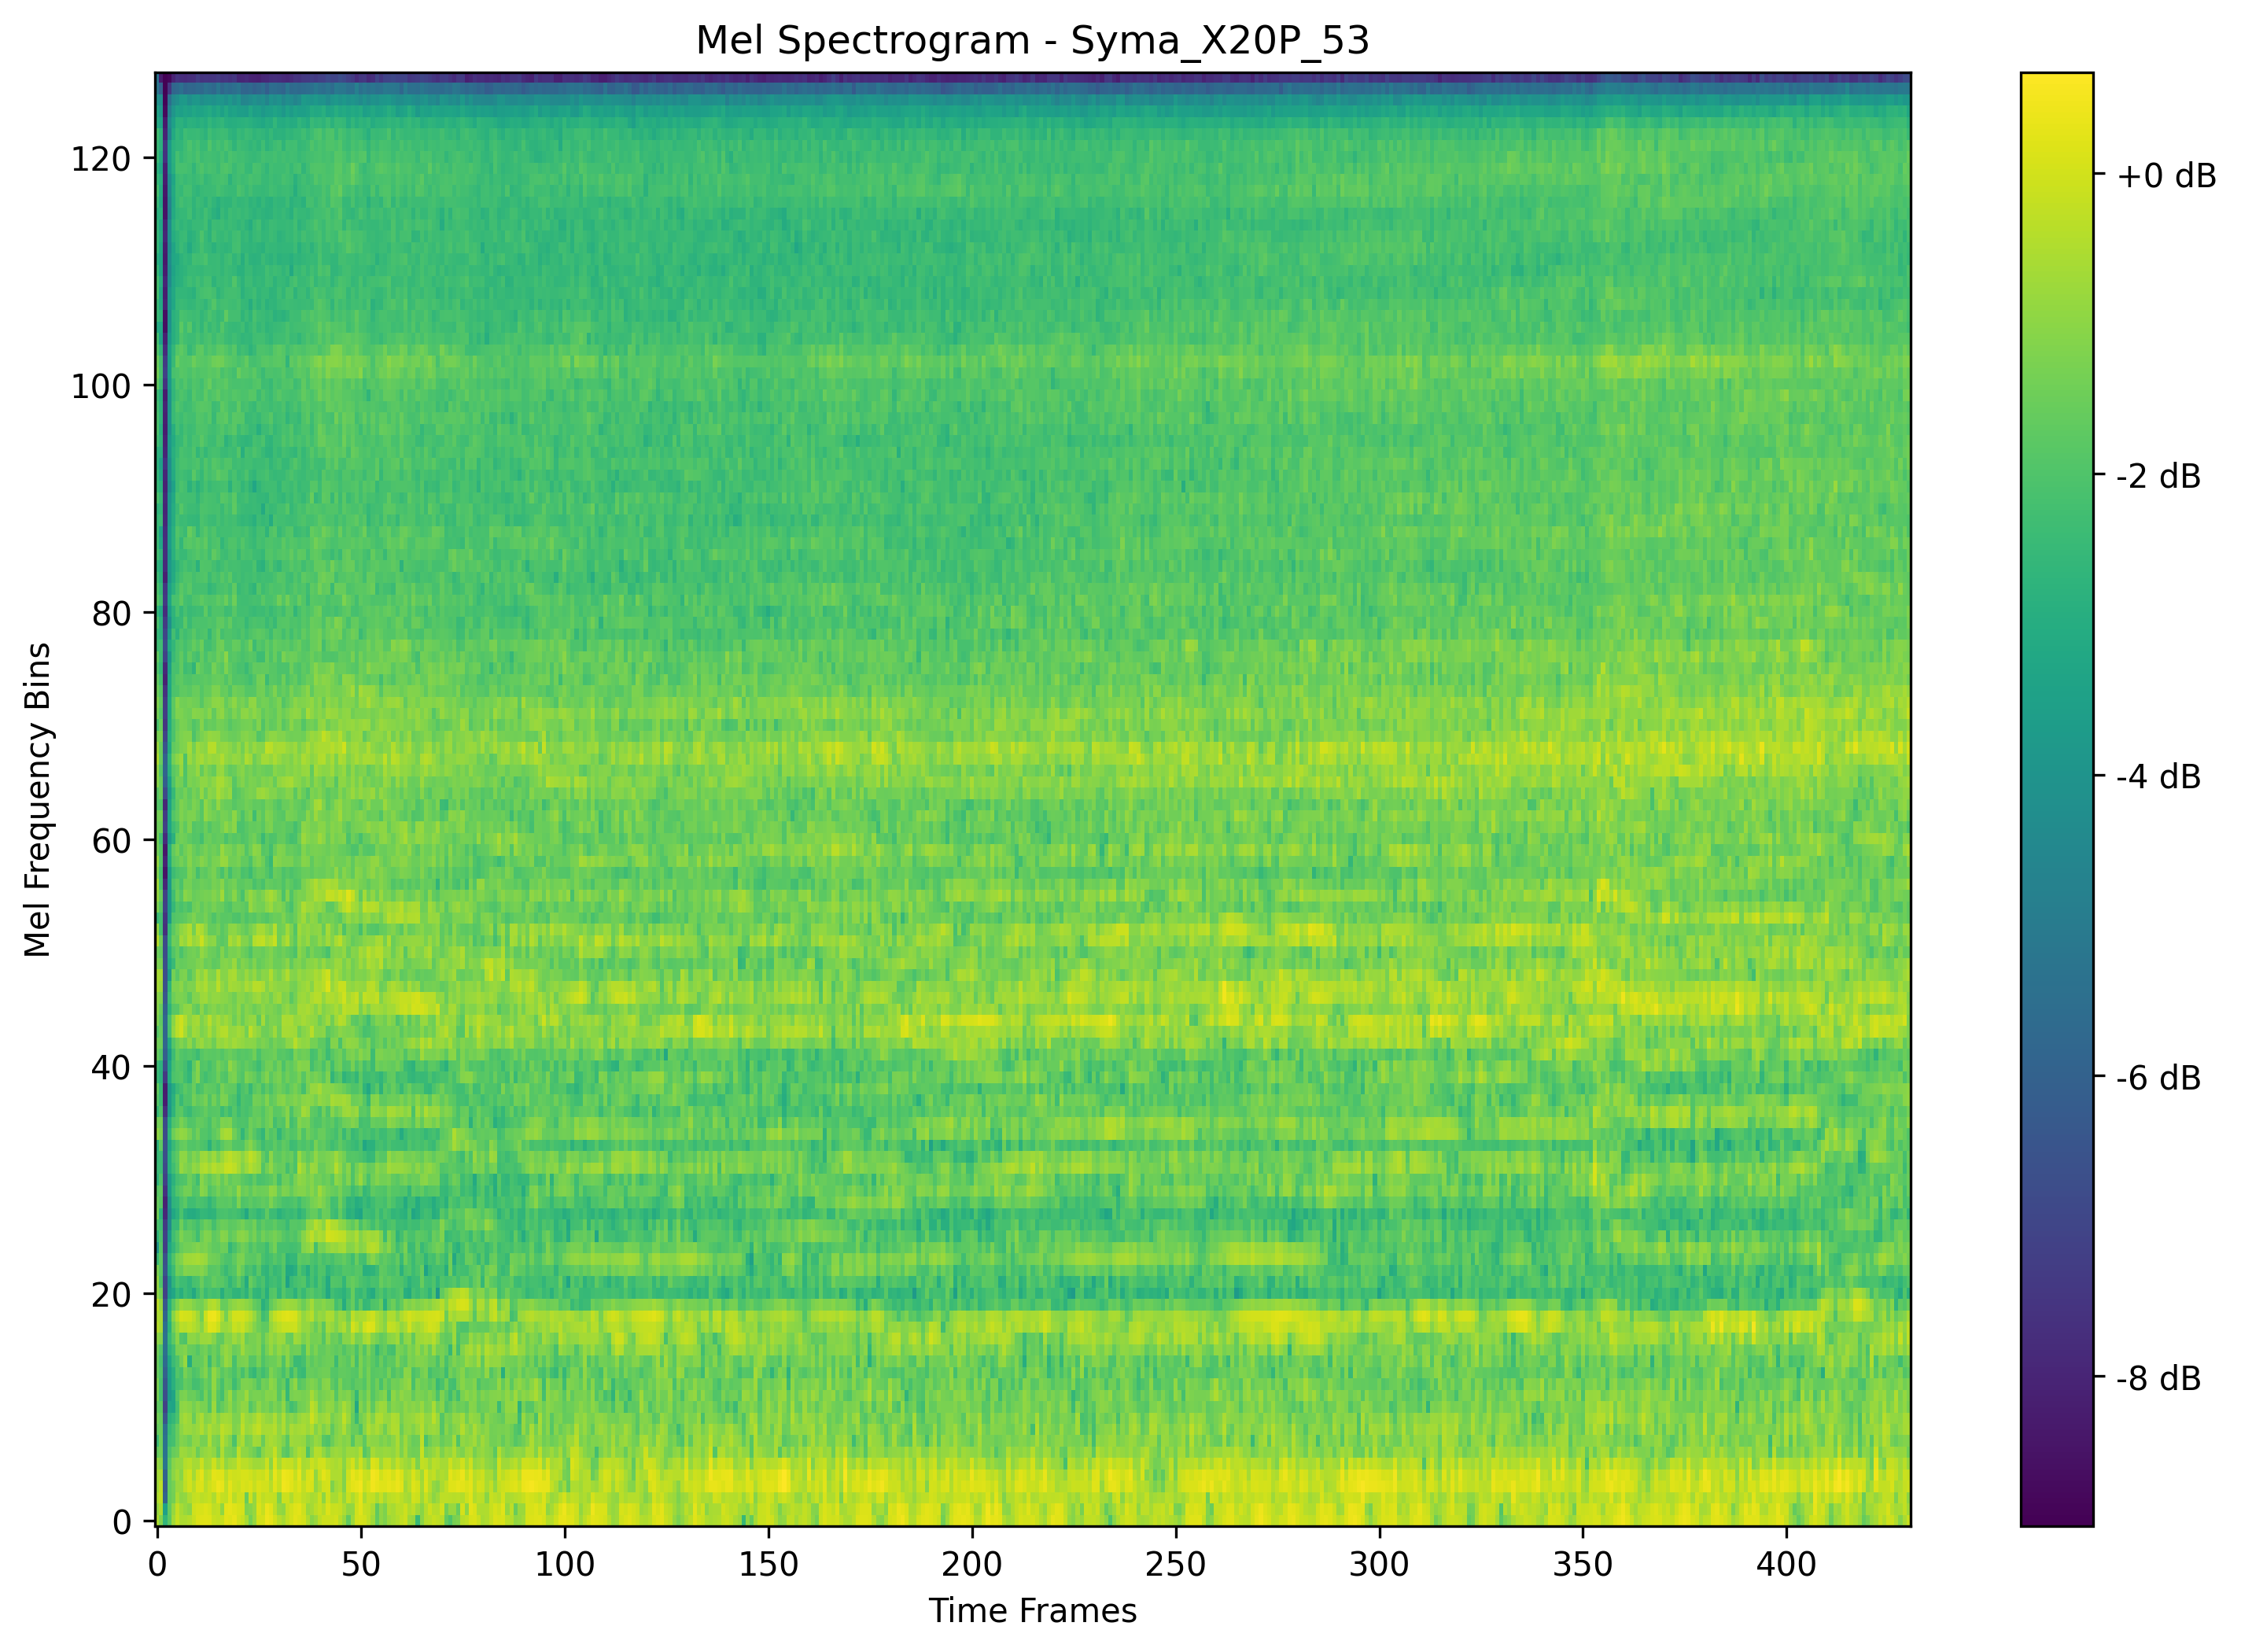 Mel Spectrogram - Syma_X20P_53
Mel Frequency Bins
120
100
80
60
40
20
0
0 50 100 150 200 250 300 350 400
Time Frames
+0 dB
-2 dB
-4 dB
-6 dB
-8 dB